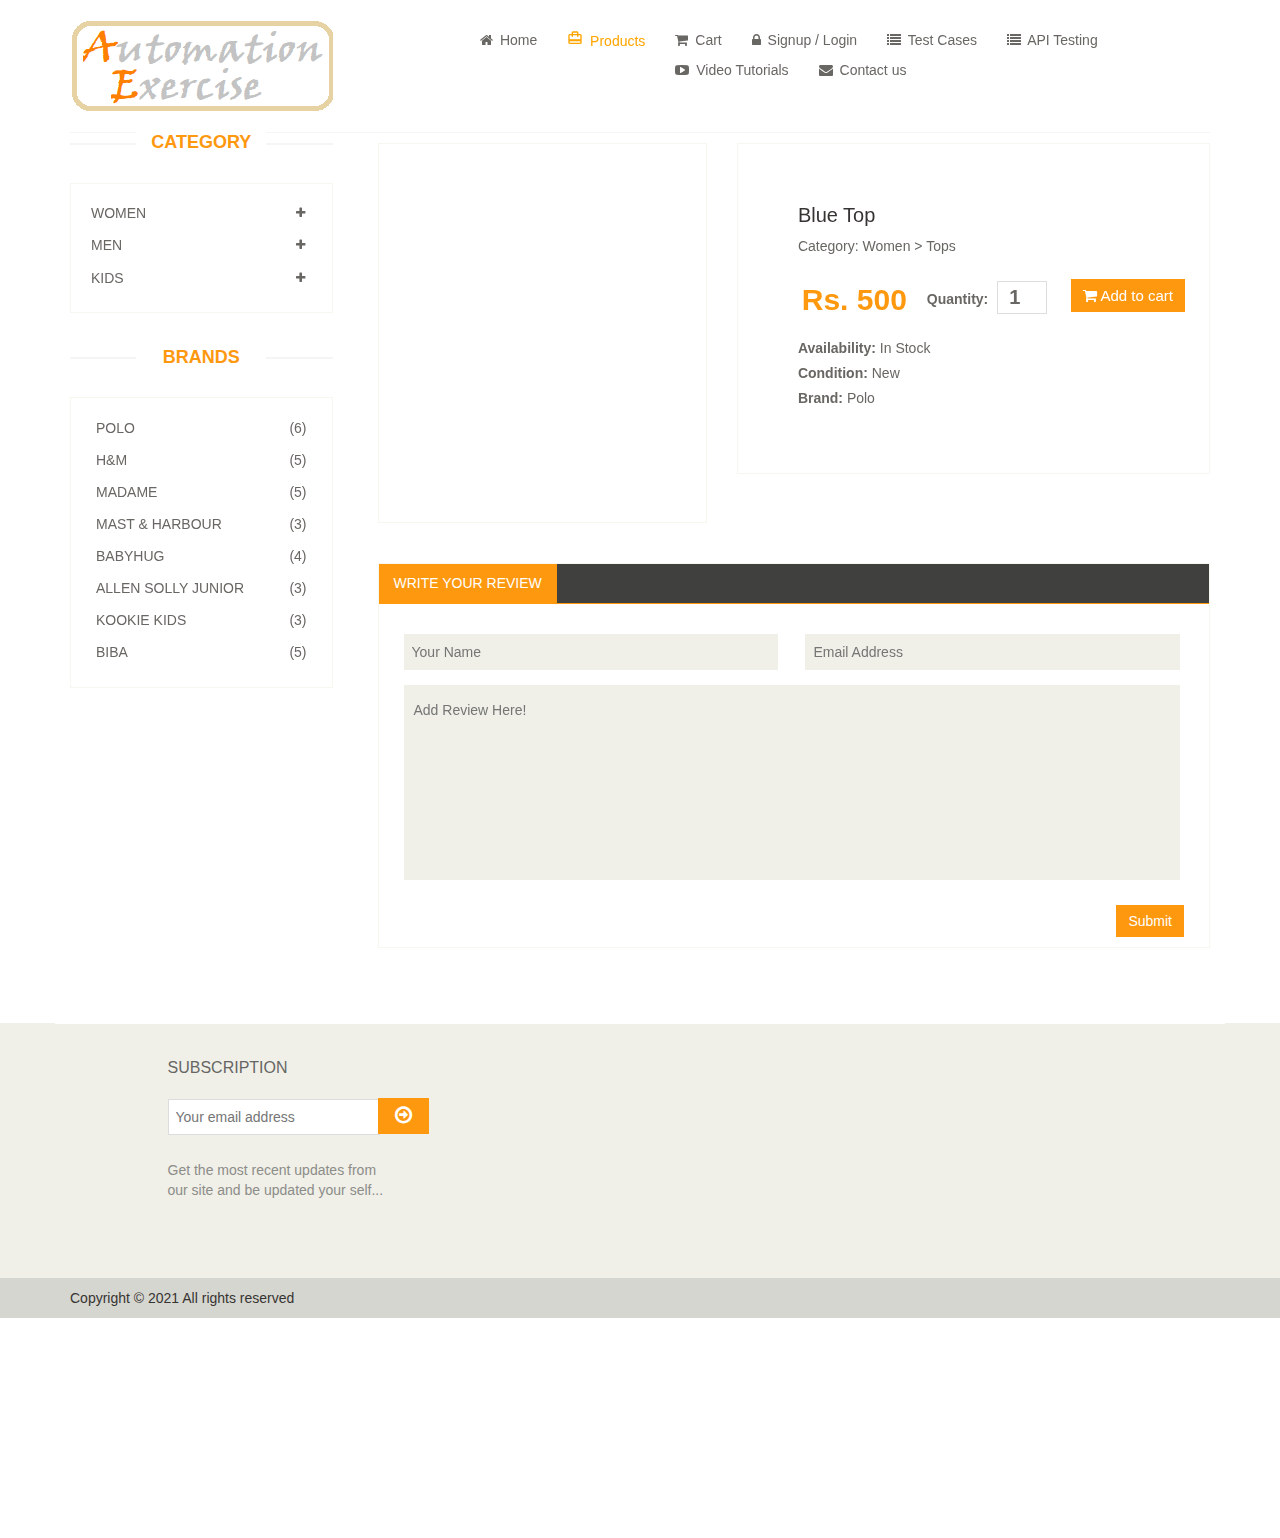 Automation
Exercise
Home
Products
Cart
Signup / Login
Test Cases
API Testing
Video Tutorials
Contact us
CATEGORY
WOMEN
MEN
KIDS
BRANDS
POLO (6)
H&M (5)
MADAME (5)
MAST & HARBOUR (3)
BABYHUG (4)
ALLEN SOLLY JUNIOR (3)
KOOKIE KIDS (3)
BIBA (5)
Blue Top
Category: Women > Tops
Rs. 500 Quantity: 1 Add to cart
Availability: In Stock
Condition: New
Brand: Polo
WRITE YOUR REVIEW
Your Name
Email Address
Add Review Here!
Submit
SUBSCRIPTION
Your email address
Get the most recent updates from
our site and be updated your self...
Copyright © 2021 All rights reserved